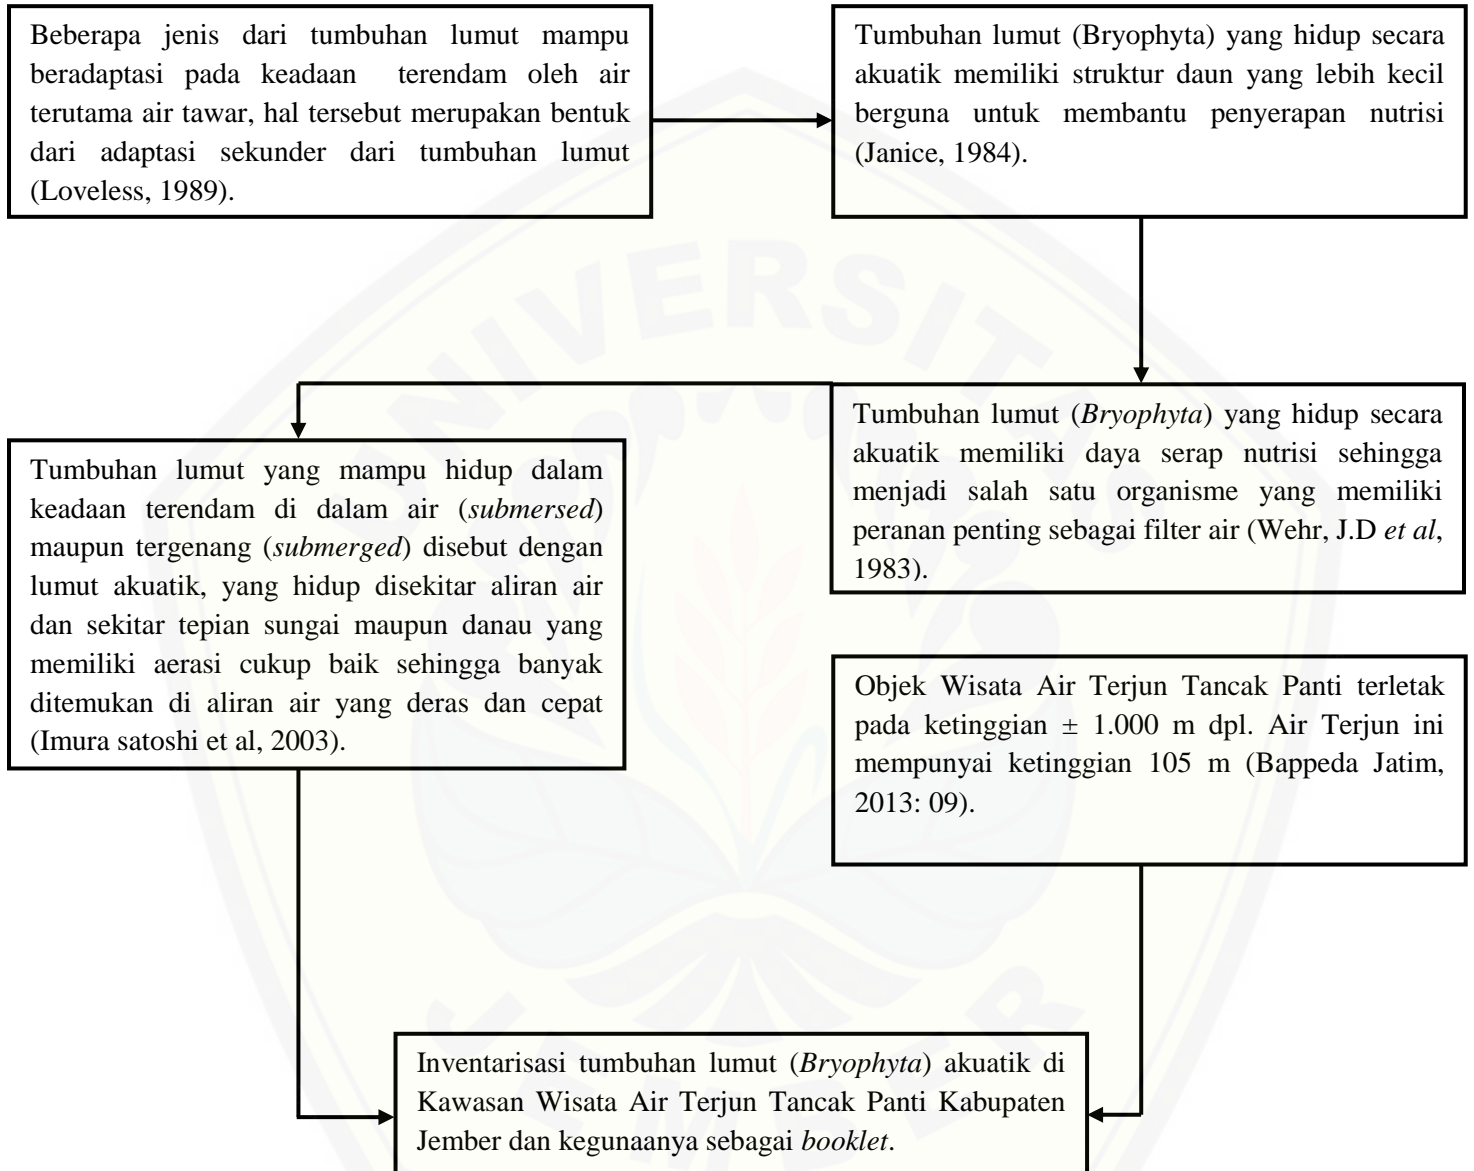 Beberapa jenis dari tumbuhan lumut mampu
beradaptasi pada keadaan terendam oleh air
terutama air tawar, hal tersebut merupakan bentuk
dari adaptasi sekunder dari tumbuhan lumut
(Loveless, 1989).
Tumbuhan lumut (Bryophyta) yang hidup secara
akuatik memiliki struktur daun yang lebih kecil
berguna untuk membantu penyerapan nutrisi
(Janice, 1984).
Tumbuhan lumut (Bryophyta) yang hidup secara
akuatik memiliki daya serap nutrisi sehingga
menjadi salah satu organisme yang memiliki
peranan penting sebagai filter air (Wehr, J.D et al,
1983).
Tumbuhan lumut yang mampu hidup dalam
keadaan terendam di dalam air (submersed)
maupun tergenang (submerged) disebut dengan
lumut akuatik, yang hidup disekitar aliran air
dan sekitar tepian sungai maupun danau yang
memiliki aerasi cukup baik sehingga banyak
ditemukan di aliran air yang deras dan cepat
(Imura satoshi et al, 2003).
Objek Wisata Air Terjun Tancak Panti terletak
pada ketinggian ± 1.000 m dpl. Air Terjun ini
mempunyai ketinggian 105 m (Bappeda Jatim,
2013: 09).
Inventarisasi tumbuhan lumut (Bryophyta) akuatik di
Kawasan Wisata Air Terjun Tancak Panti Kabupaten
Jember dan kegunaanya sebagai booklet.
UNIVERSITAS
JEMBER